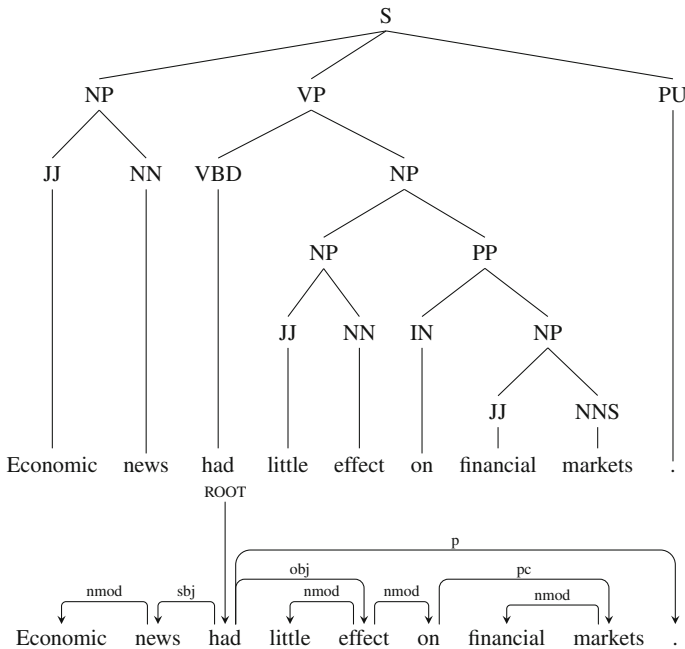 S
NP VP PU
JJ NN VBD NP
NP PP
JJ NN IN NP
JJ NNS
Economic news had little effect on financial markets .
ROOT
p
obj pc
nmod sbj nmod nmod nmod
Economic news had little effect on financial markets .